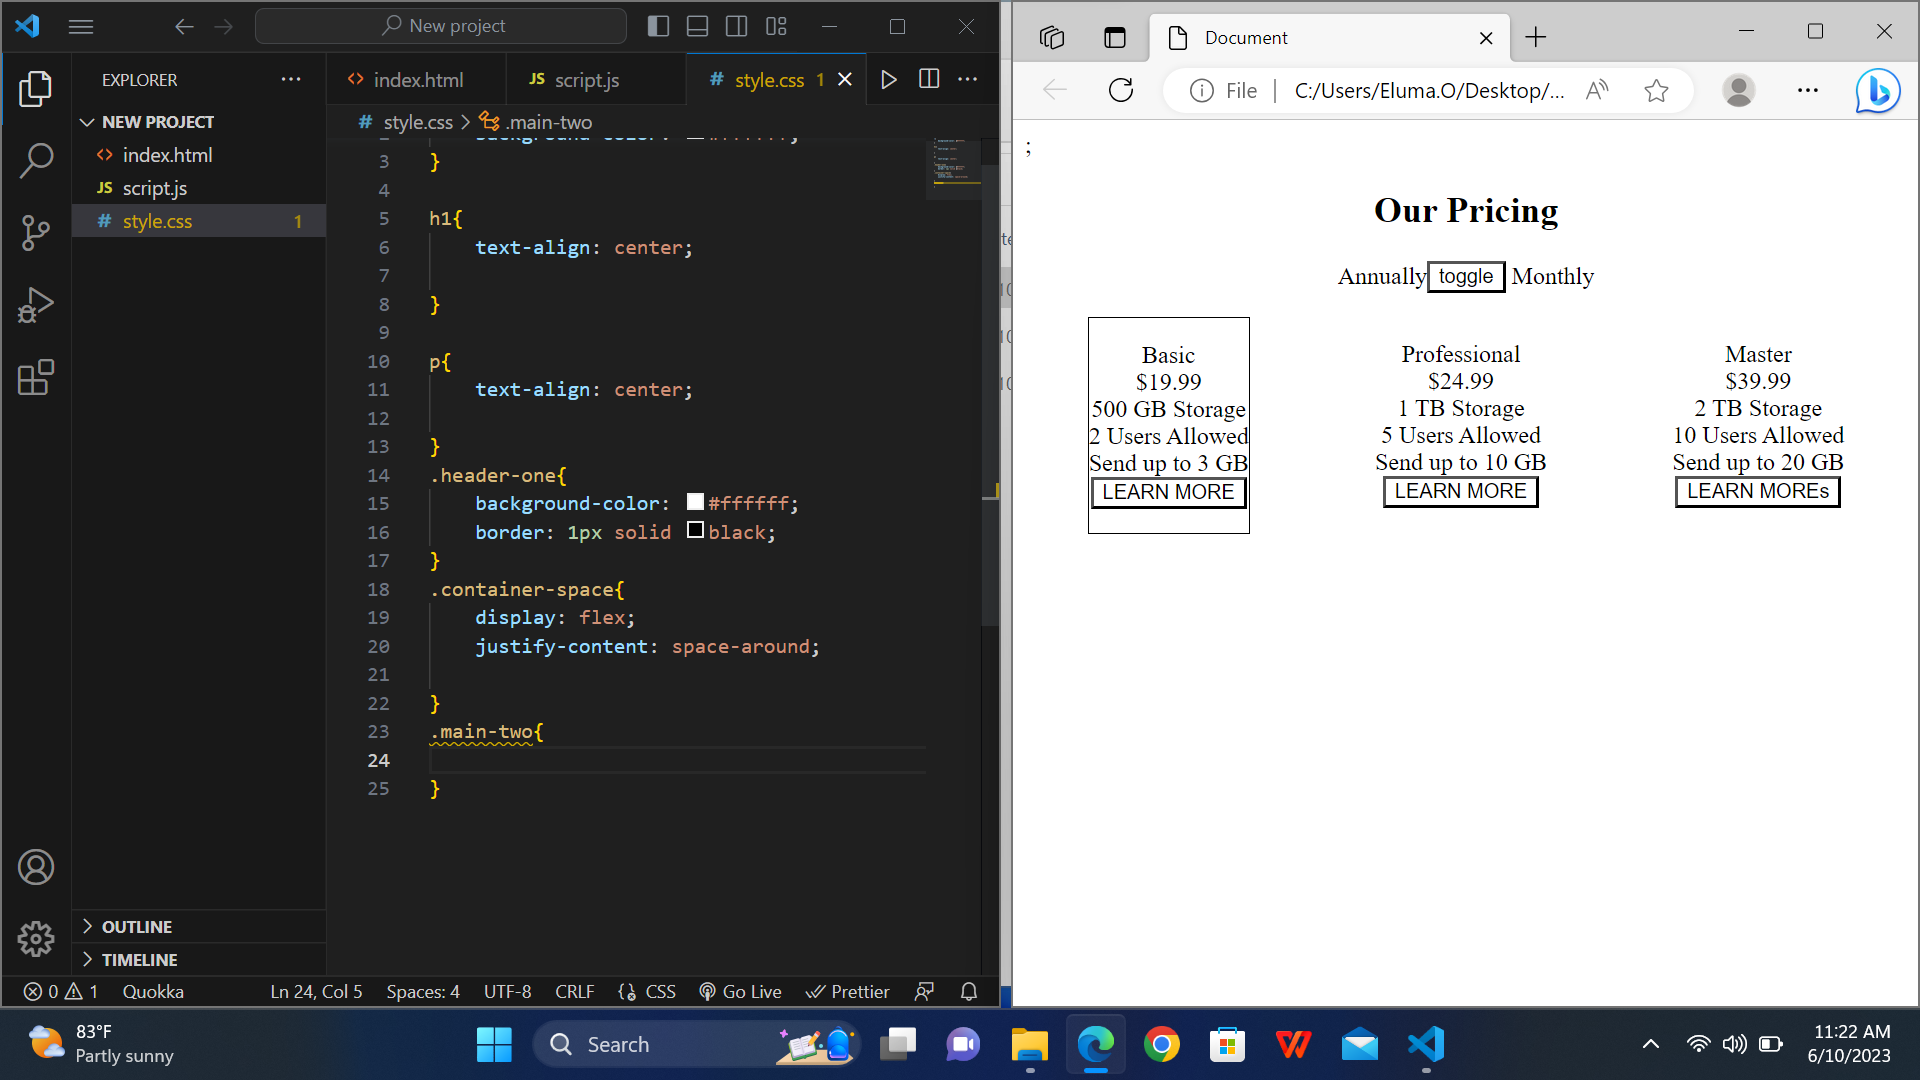 New project
EXPLORER
index.html
JS script.js
# style.css 1
NEW PROJECT
index.html
JS script.js
# style.css 1
# style.css > .main-two
3 }
4
5 h1{
6 text-align: center;
7
8 }
9
10 p{
11 text-align: center;
12
13 }
14 .header-one{
15 background-color: #ffffff;
16 border: 1px solid black;
17 }
18 .container-space{
19 display: flex;
20 justify-content: space-around;
21
22 }
23 .main-two{
24
25 }
OUTLINE
TIMELINE
0 1 Quokka Ln 24, Col 5 Spaces: 4 UTF-8 CRLF CSS Go Live Prettier
Document
File C:/Users/Eluma.O/Desktop/...
;
Our Pricing
Annually toggle Monthly
Basic
$19.99
500 GB Storage
2 Users Allowed
Send up to 3 GB
LEARN MORE
Professional
$24.99
1 TB Storage
5 Users Allowed
Send up to 10 GB
LEARN MORE
Master
$39.99
2 TB Storage
10 Users Allowed
Send up to 20 GB
LEARN MOREs
83°F
Partly sunny
Search
11:22 AM
6/10/2023